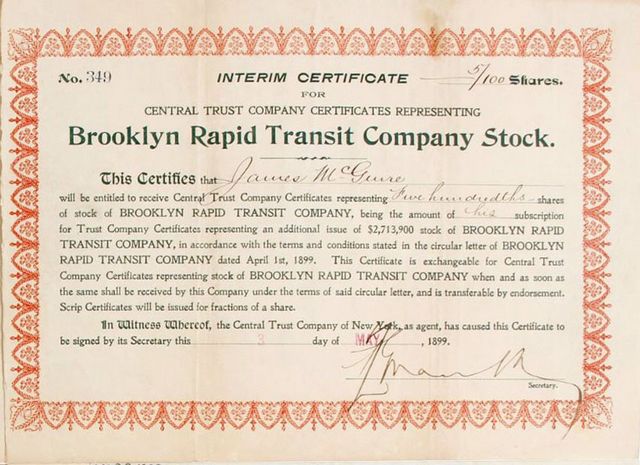 No. 349 INTERIM CERTIFICATE 5/100 Shares.
FOR
CENTRAL TRUST COMPANY CERTIFICATES REPRESENTING
Brooklyn Rapid Transit Company Stock.
This Certifies that James McGuire
will be entitled to receive Central Trust Company Certificates representing Five hundredths shares
of stock of BROOKLYN RAPID TRANSIT COMPANY, being the amount of his subscription
for Trust Company Certificates representing an additional issue of $2,713,900 stock of BROOKLYN RAPID
TRANSIT COMPANY, in accordance with the terms and conditions stated in the circular letter of BROOKLYN
RAPID TRANSIT COMPANY dated April 1st, 1899. This Certificate is exchangeable for Central Trust
Company Certificates representing stock of BROOKLYN RAPID TRANSIT COMPANY when and as soon as
the same shall be received by this Company under the terms of said circular letter, and is transferable by endorsement.
Scrip Certificates will be issued for fractions of a share.
In Witness Whereof, the Central Trust Company of New York, as agent, has caused this Certificate to
be signed by its Secretary this 3 day of MAY, 1899.
Secretary.